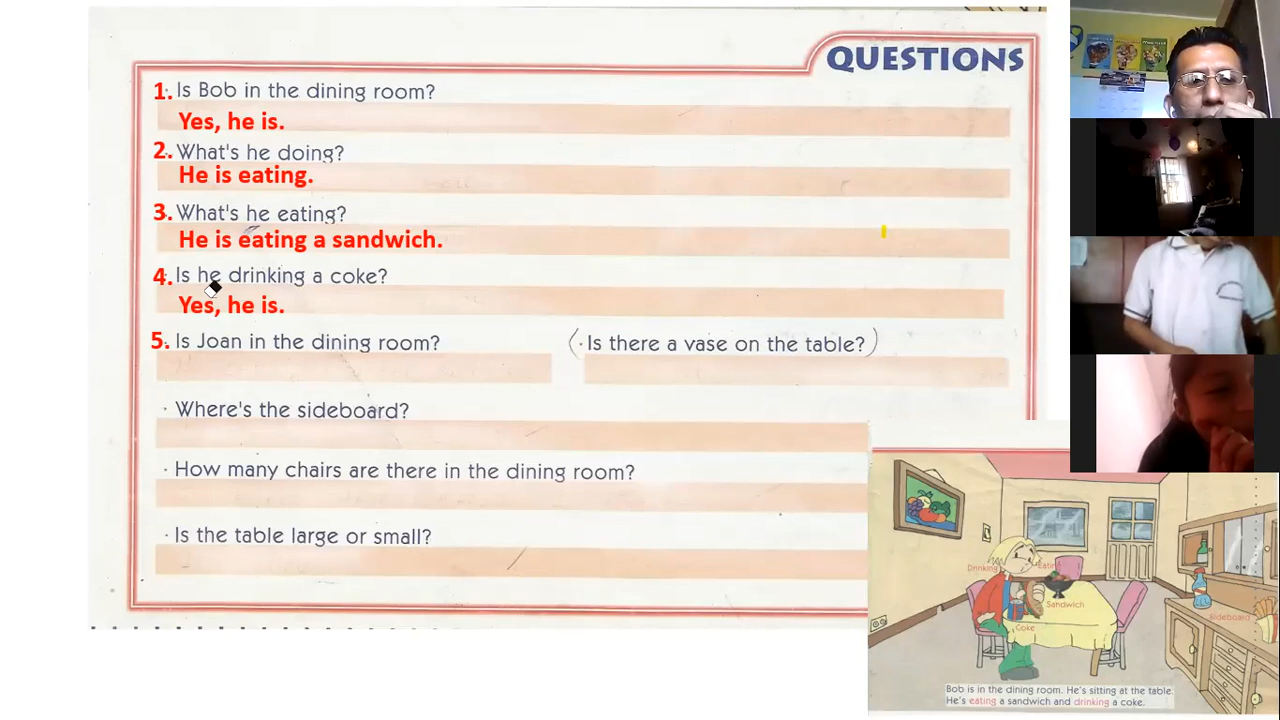 QUESTIONS
1. Is Bob in the dining room?
Yes, he is.
2. What's he doing?
He is eating.
3. What's he eating?
He is eating a sandwich.
4. Is he drinking a coke?
Yes, he is.
5. Is Joan in the dining room? (· Is there a vase on the table?)
· Where's the sideboard?
· How many chairs are there in the dining room?
· Is the table large or small?
Drinking
Eating
Sandwich
Coke
Sideboard
Bob is in the dining room. He's sitting at the table.
He's eating a sandwich and drinking a coke.